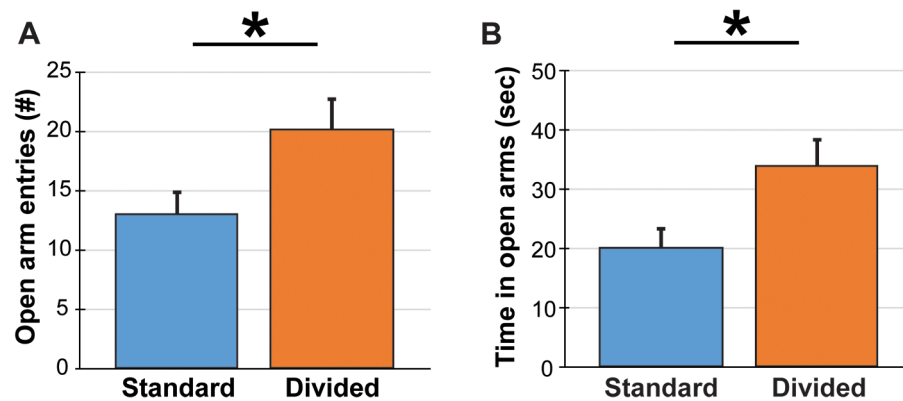 A
*
Open arm entries (#)
25
20
15
10
5
0
Standard
Divided
B
*
Time in open arms (sec)
50
40
30
20
10
0
Standard
Divided